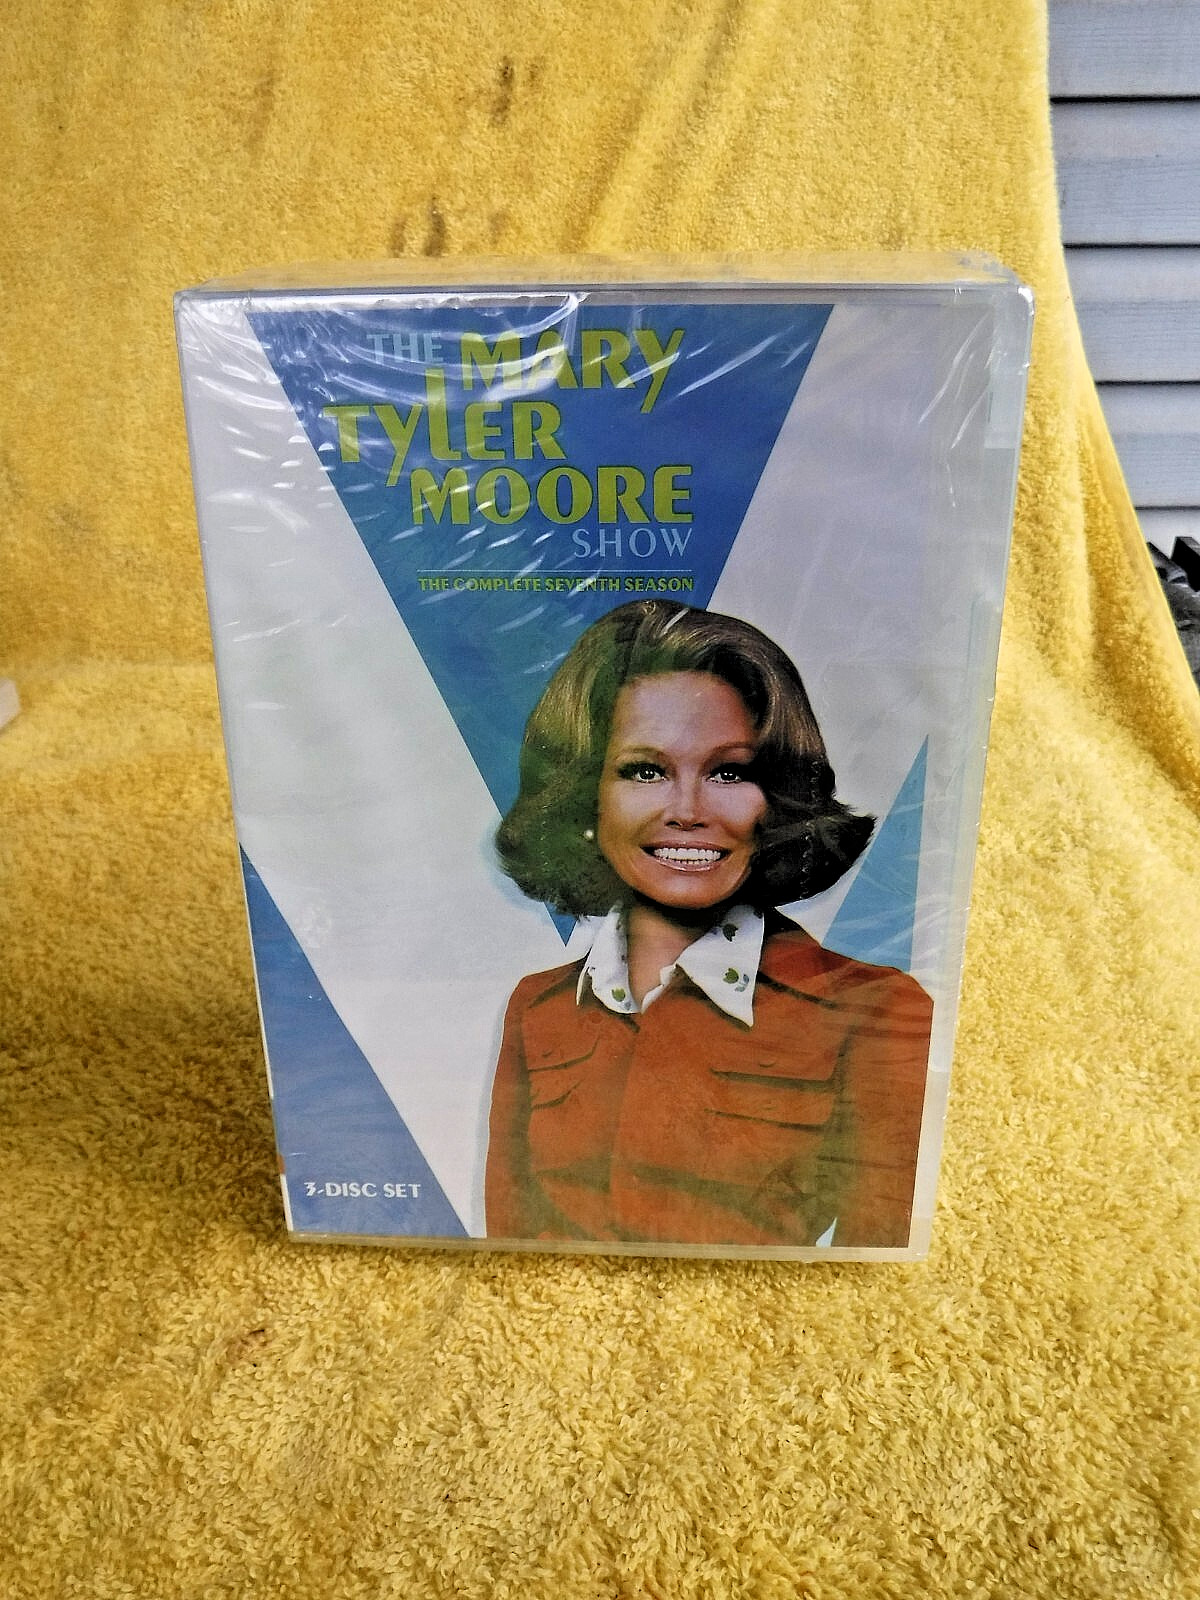 THE MARY
TYLER
MOORE
SHOW
THE COMPLETE SEVENTH SEASON
3-DISC SET